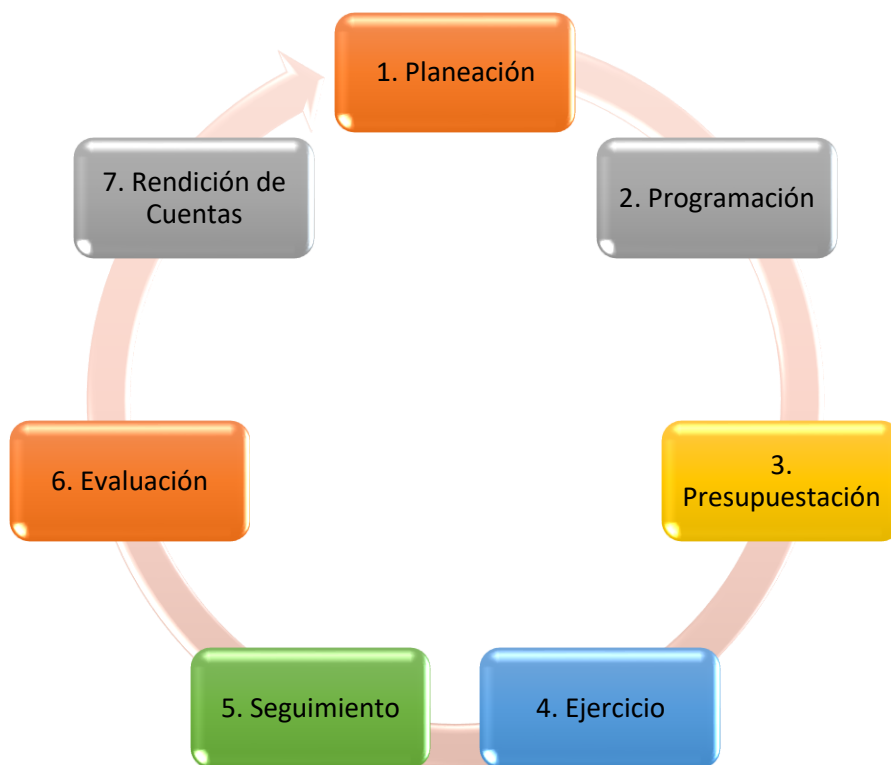 1. Planeación
2. Programación
3.
Presupuestación
4. Ejercicio
5. Seguimiento
6. Evaluación
7. Rendición de
Cuentas